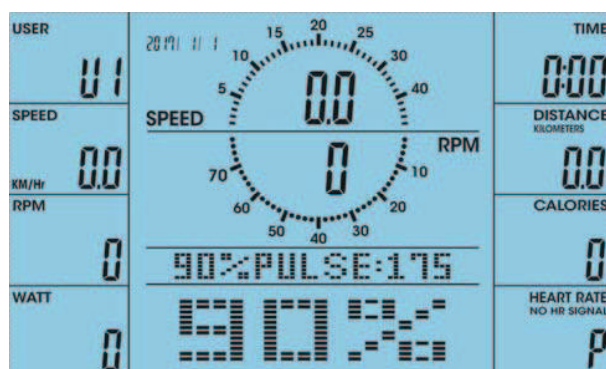 USER
U1
SPEED
KM/Hr 0.0
RPM
0
WATT
0
2017/ 1/ 1
5 10 15 20 25 30 40
0.0
SPEED
RPM
0
70 60 50 40 30 20 10
90%PULSE:175
90%
TIME
0:00
DISTANCE
KILOMETERS
0.0
CALORIES
0
HEART RATE
NO HR SIGNAL
P